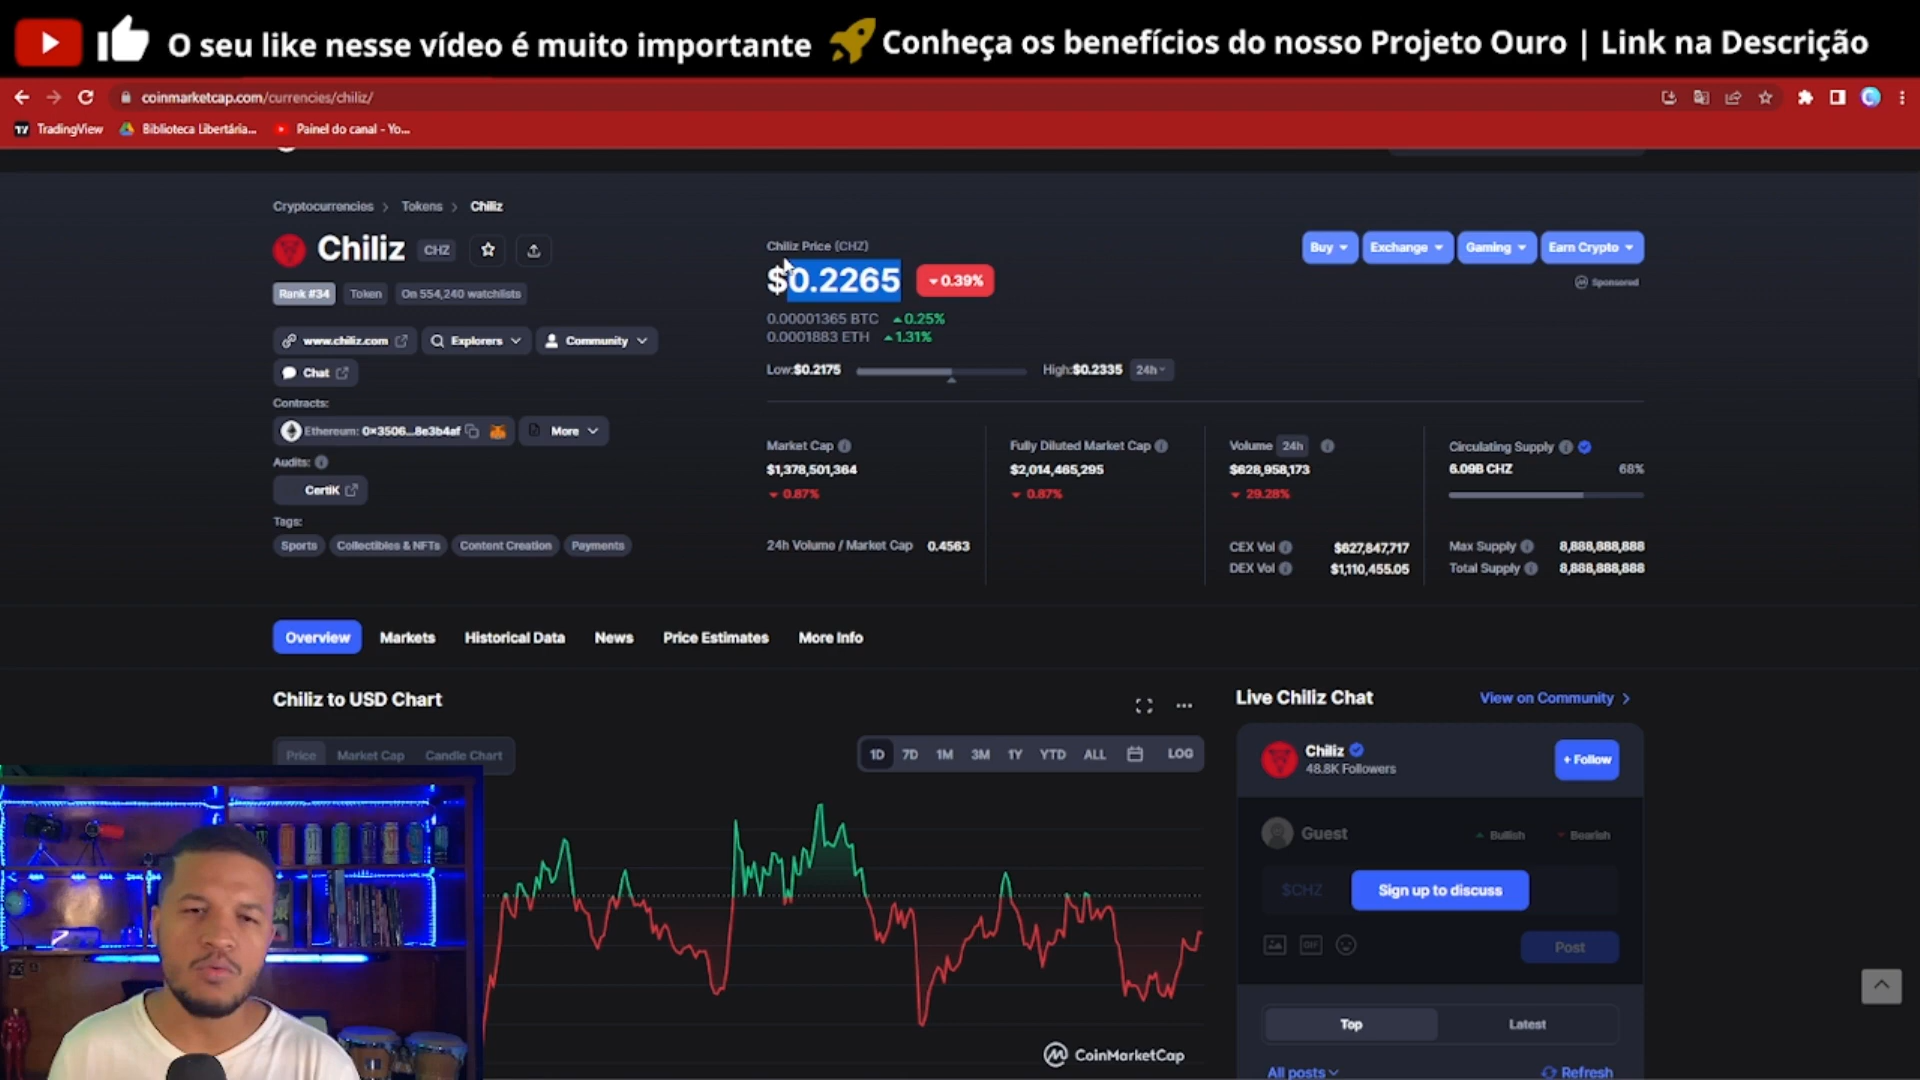 O seu like nesse vídeo é muito importante
Conheça os benefícios do nosso Projeto Ouro | Link na Descrição
coinmarketcap.com/currencies/chiliz/
TradingView
Biblioteca Libertária...
Painel do canal - Yo...
Cryptocurrencies > Tokens > Chiliz
Chiliz CHZ
Rank #34 Token On 554,240 watchlists
www.chiliz.com Explorers Community
Chat
Contracts:
Ethereum: 0x3506...8e3b4af More
Audits:
CertiK
Tags:
Sports Collectibles & NFTs Content Creation Payments
Chiliz Price (CHZ)
$0.2265 0.39%
0.00001365 BTC 0.25%
0.0001883 ETH 1.31%
Low:$0.2175 High:$0.2335 24h
Buy Exchange Gaming Earn Crypto
Sponsored
Market Cap
$1,378,501,364
0.87%
24h Volume / Market Cap 0.4563
Fully Diluted Market Cap
$2,014,465,295
0.87%
Volume 24h
$628,958,173
29.28%
CEX Vol $627,847,717
DEX Vol $1,110,455.05
Circulating Supply
6.09B CHZ 68%
Max Supply 8,888,888,888
Total Supply 8,888,888,888
Overview Markets Historical Data News Price Estimates More Info
Chiliz to USD Chart
Price Market Cap Candle Chart
1D 7D 1M 3M 1Y YTD ALL LOG
CoinMarketCap
Live Chiliz Chat View on Community >
Chiliz
48.8K Followers
+ Follow
Guest Bullish Bearish
$CHZ
Sign up to discuss
GIF
Post
Top Latest
All posts Refresh